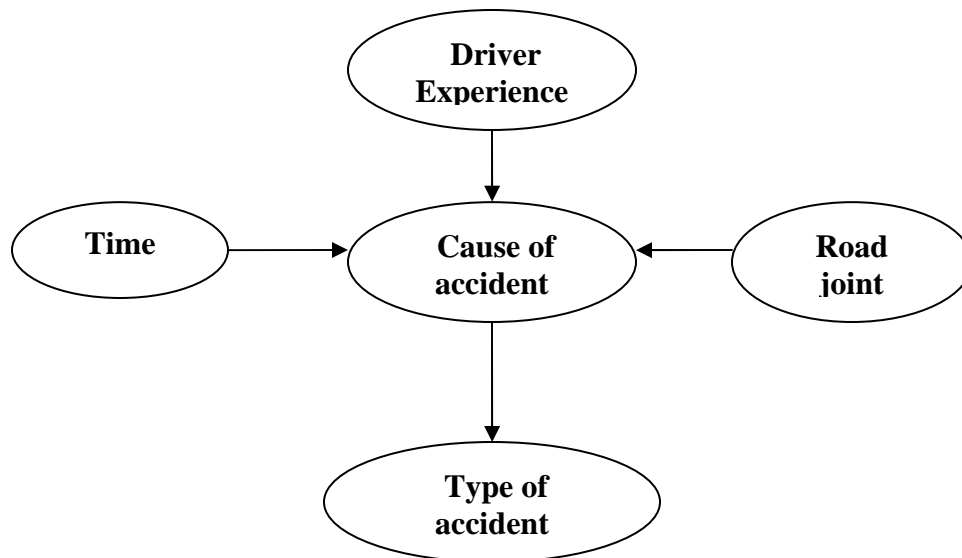 Driver
Experience
Time
Cause of
accident
Road
joint
Type of
accident